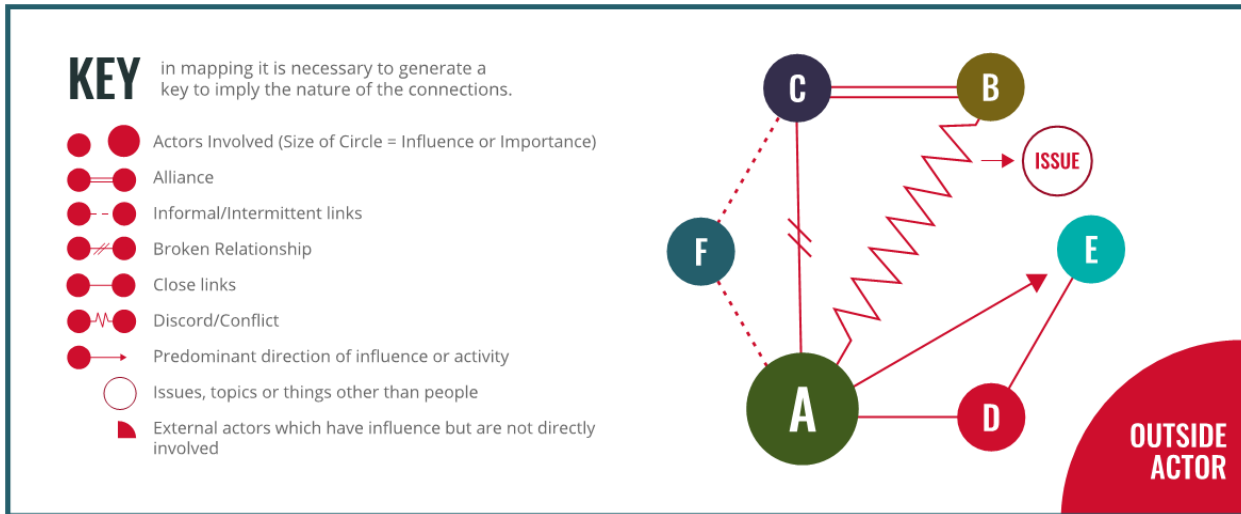 KEY
in mapping it is necessary to generate a
key to imply the nature of the connections.
Actors Involved (Size of Circle = Influence or Importance)
Alliance
Informal/Intermittent links
Broken Relationship
Close links
Discord/Conflict
Predominant direction of influence or activity
Issues, topics or things other than people
External actors which have influence but are not directly
involved
C
B
ISSUE
F
E
A
D
OUTSIDE
ACTOR